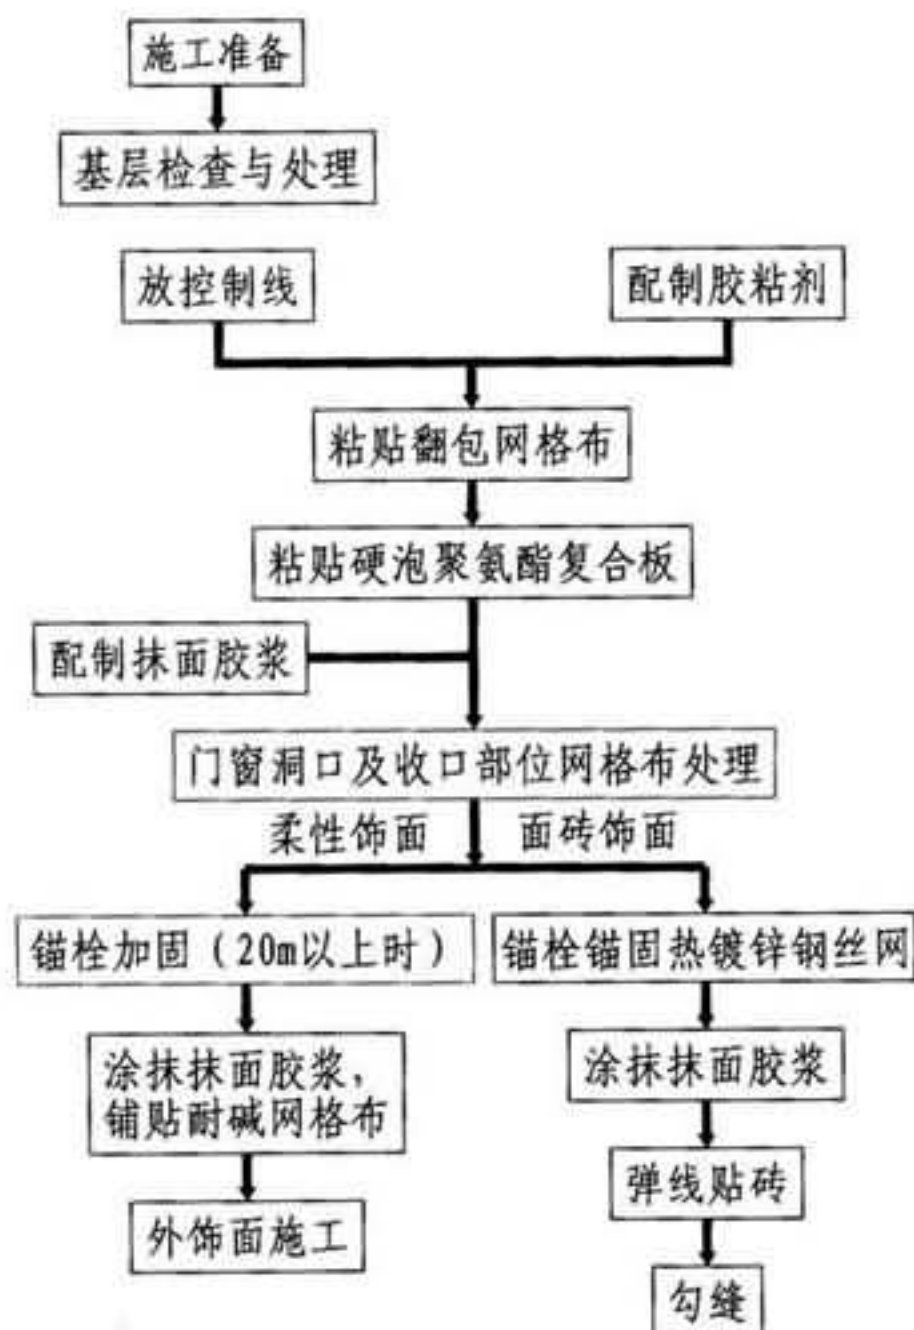 施工准备
基层检查与处理
放控制线
配制胶粘剂
粘贴翻包网格布
粘贴硬泡聚氨酯复合板
配制抹面胶浆
门窗洞口及收口部位网格布处理
柔性饰面
面砖饰面
锚栓加固（20m以上时）
锚栓锚固热镀锌钢丝网
涂抹抹面胶浆，
铺贴耐碱网格布
涂抹抹面胶浆
弹线贴砖
外饰面施工
勾缝